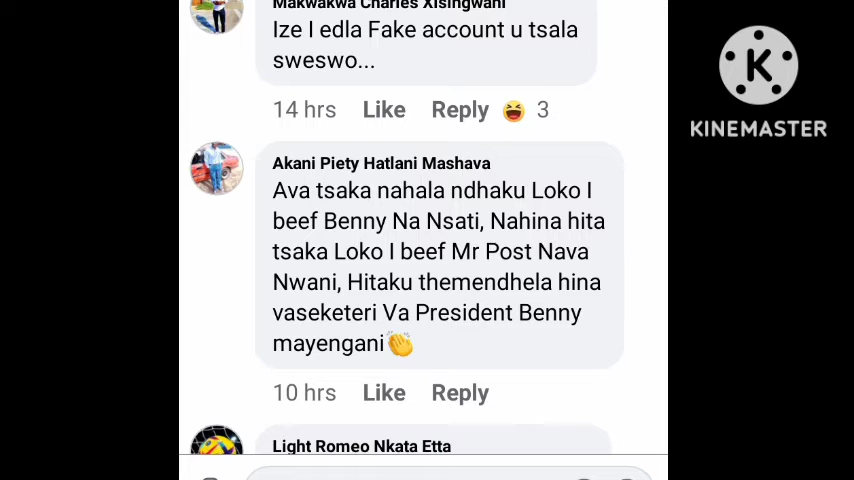 Makwakwa Charles Xisingwani
Ize I edla Fake account u tsala
sweswo...
14 hrs Like Reply 😆 3
K
KINEMASTER
Akani Piety Hatlani Mashava
Ava tsaka nahala ndhaku Loko I
beef Benny Na Nsati, Nahina hita
tsaka Loko I beef Mr Post Nava
Nwani, Hitaku themendhela hina
vaseketeri Va President Benny
mayengani👏
10 hrs Like Reply
Light Romeo Nkata Etta